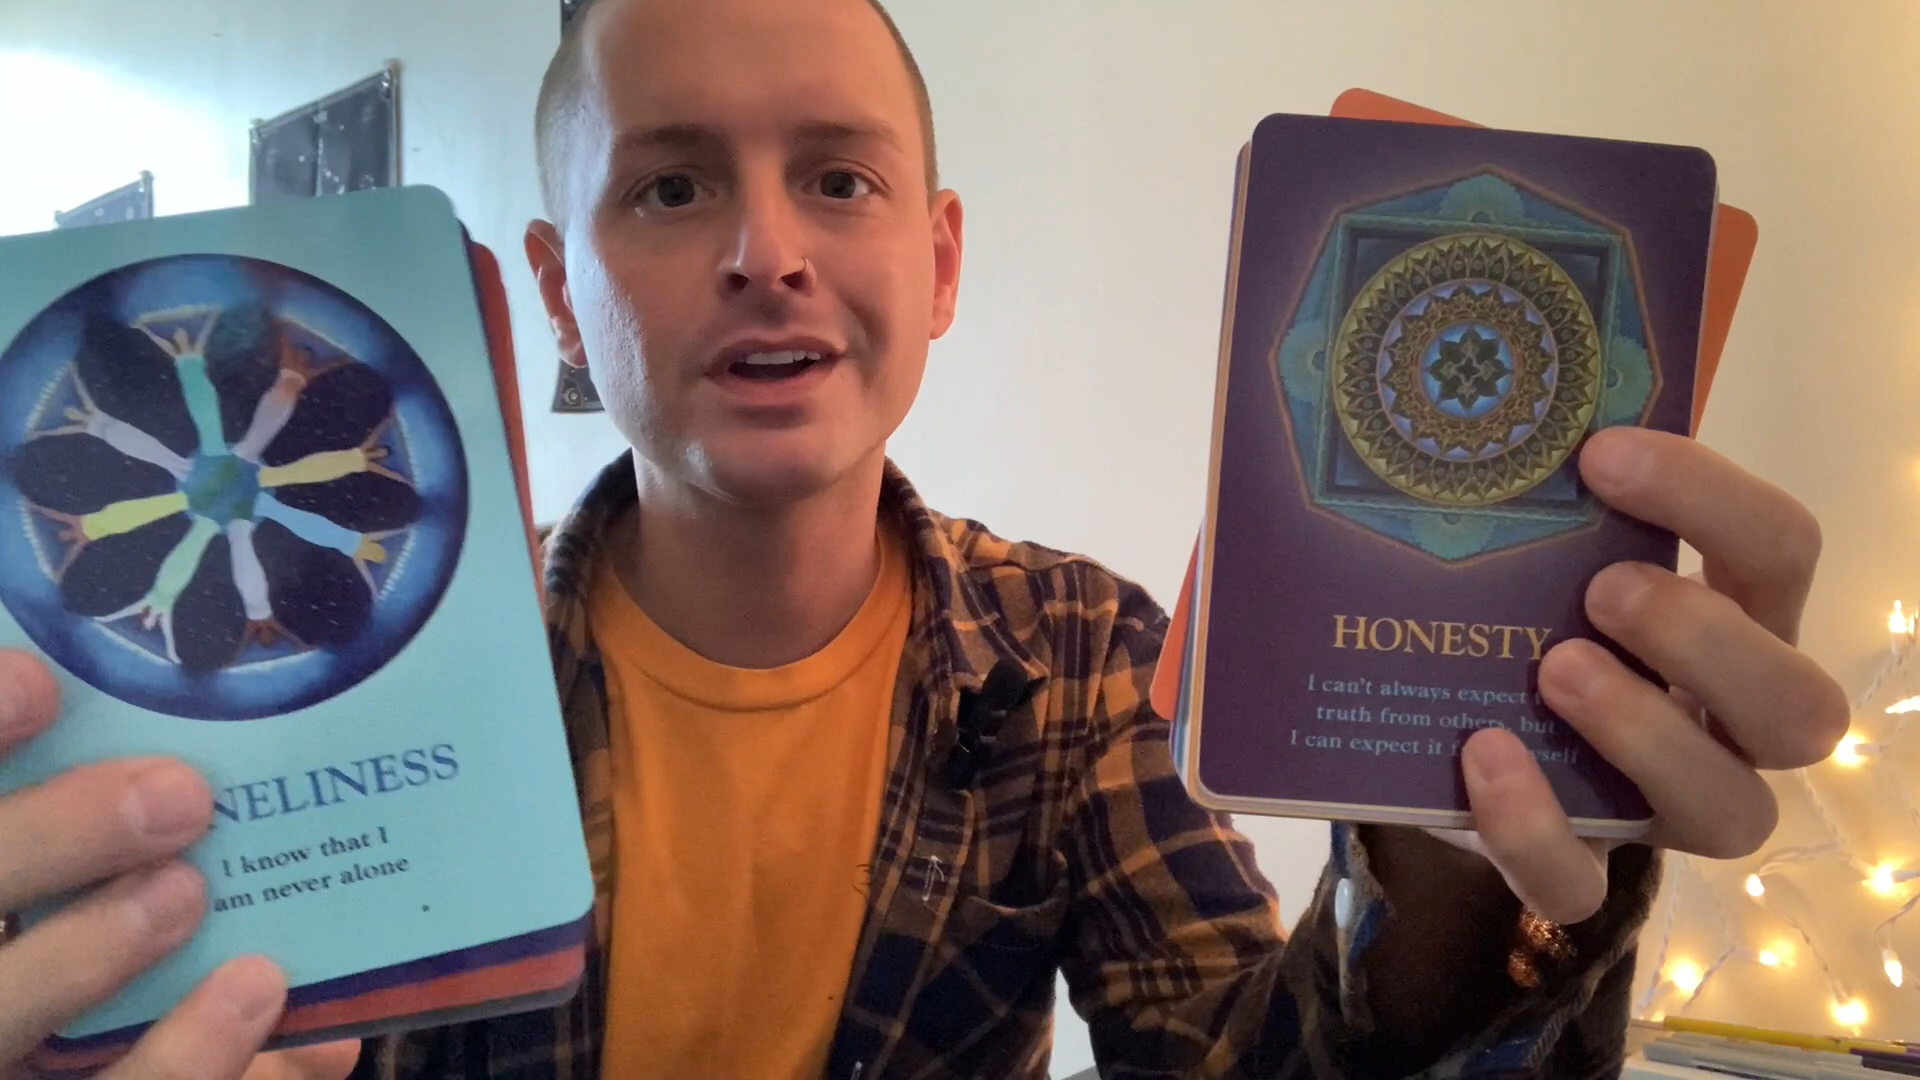 NELINESS
I know that I
am never alone
HONESTY
I can't always expect
truth from others, but
I can expect it